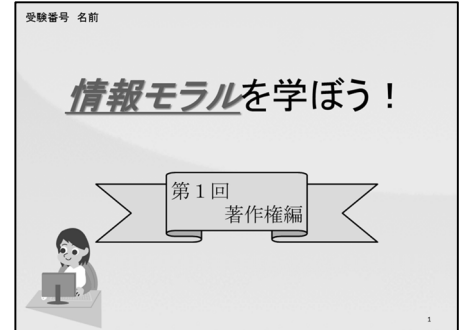 受験番号 名前
情報モラルを学ぼう！
第１回
著作権編
1